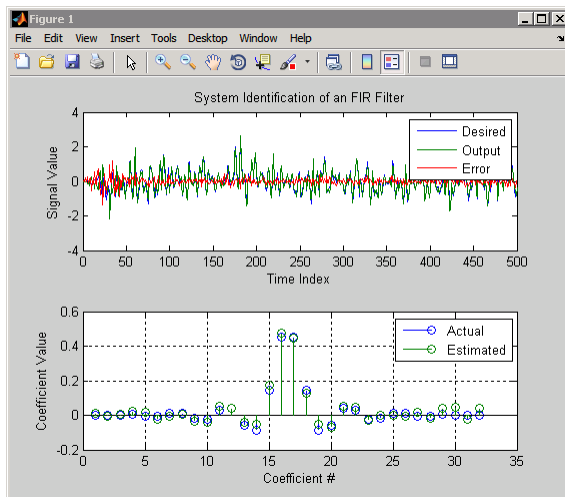 Figure 1
File Edit View Insert Tools Desktop Window Help
System Identification of an FIR Filter
Signal Value
4
2
0
-2
-4
Desired
Output
Error
0 50 100 150 200 250 300 350 400 450 500
Time Index
Coefficient Value
0.6
0.4
0.2
0
-0.2
Actual
Estimated
0 5 10 15 20 25 30 35
Coefficient #